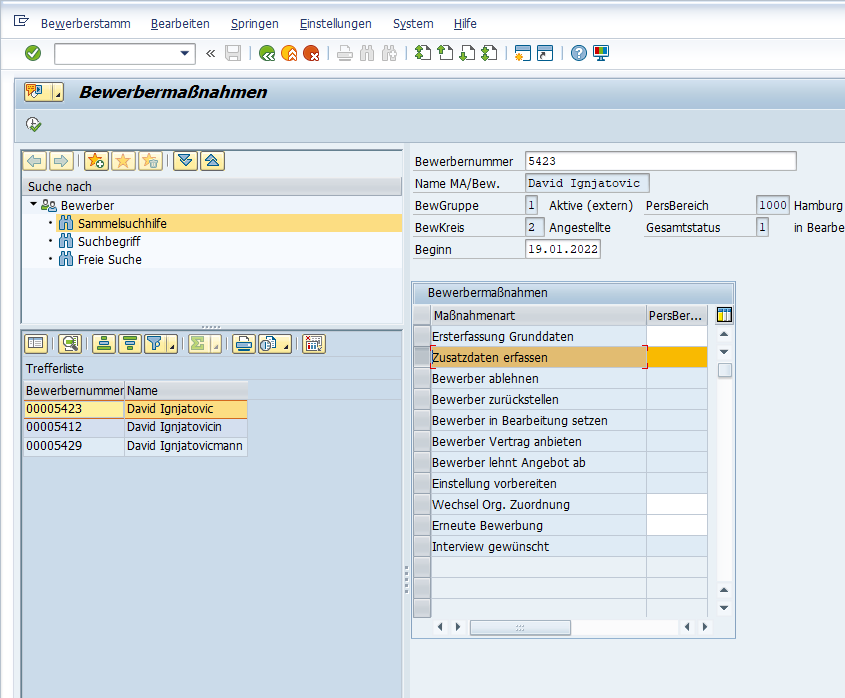 Bewerberstamm Bearbeiten Springen Einstellungen System Hilfe
Bewerbermaßnahmen
Suche nach
Bewerber
Sammelsuchhilfe
Suchbegriff
Freie Suche
Trefferliste
Bewerbernummer Name
00005423 David Ignjatovic
00005412 David Ignjatovicin
00005429 David Ignjatovicmann
Bewerbernummer 5423
Name MA/Bew. David Ignjatovic
BewGruppe 1 Aktive (extern) PersBereich 1000 Hamburg
BewKreis 2 Angestellte Gesamtstatus 1 in Bearbe
Beginn 19.01.2022
Bewerbermaßnahmen
Maßnahmenart PersBer...
Ersterfassung Grunddaten
Zusatzdaten erfassen
Bewerber ablehnen
Bewerber zurückstellen
Bewerber in Bearbeitung setzen
Bewerber Vertrag anbieten
Bewerber lehnt Angebot ab
Einstellung vorbereiten
Wechsel Org. Zuordnung
Erneute Bewerbung
Interview gewünscht